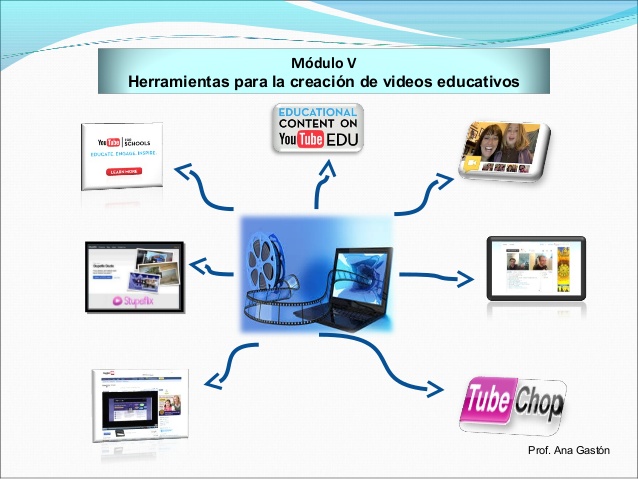 Módulo V
Herramientas para la creación de videos educativos
EDUCATIONAL
CONTENT ON
YouTube EDU
YouTube FOR SCHOOLS
EDUCATE. ENGAGE. INSPIRE.
LEARN MORE
Stupeflix
TubeChop
Prof. Ana Gastón